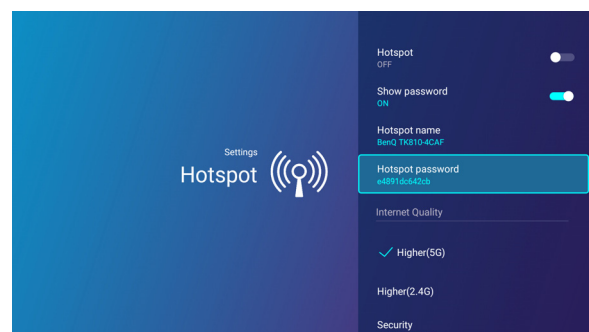 Settings
Hotspot
Hotspot
OFF
Show password
ON
Hotspot name
BenQ TK810-4CAF
Hotspot password
e4891dc642cb
Internet Quality
Higher(5G)
Higher(2.4G)
Security